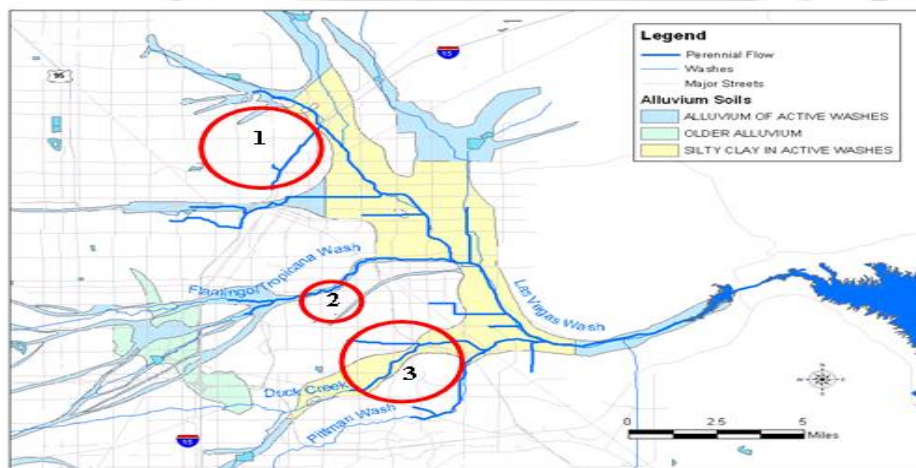 Legend
Perennial Flow
Washes
Major Streets
Alluvium Soils
ALLUVIUM OF ACTIVE WASHES
OLDER ALLUVIUM
SILTY CLAY IN ACTIVE WASHES
15
95
1
Flamingo/Tropicana Wash
2
Las Vegas Wash
3
Duck Creek
Pittman Wash
15
N
W
E
S
0 2.5 5
Miles